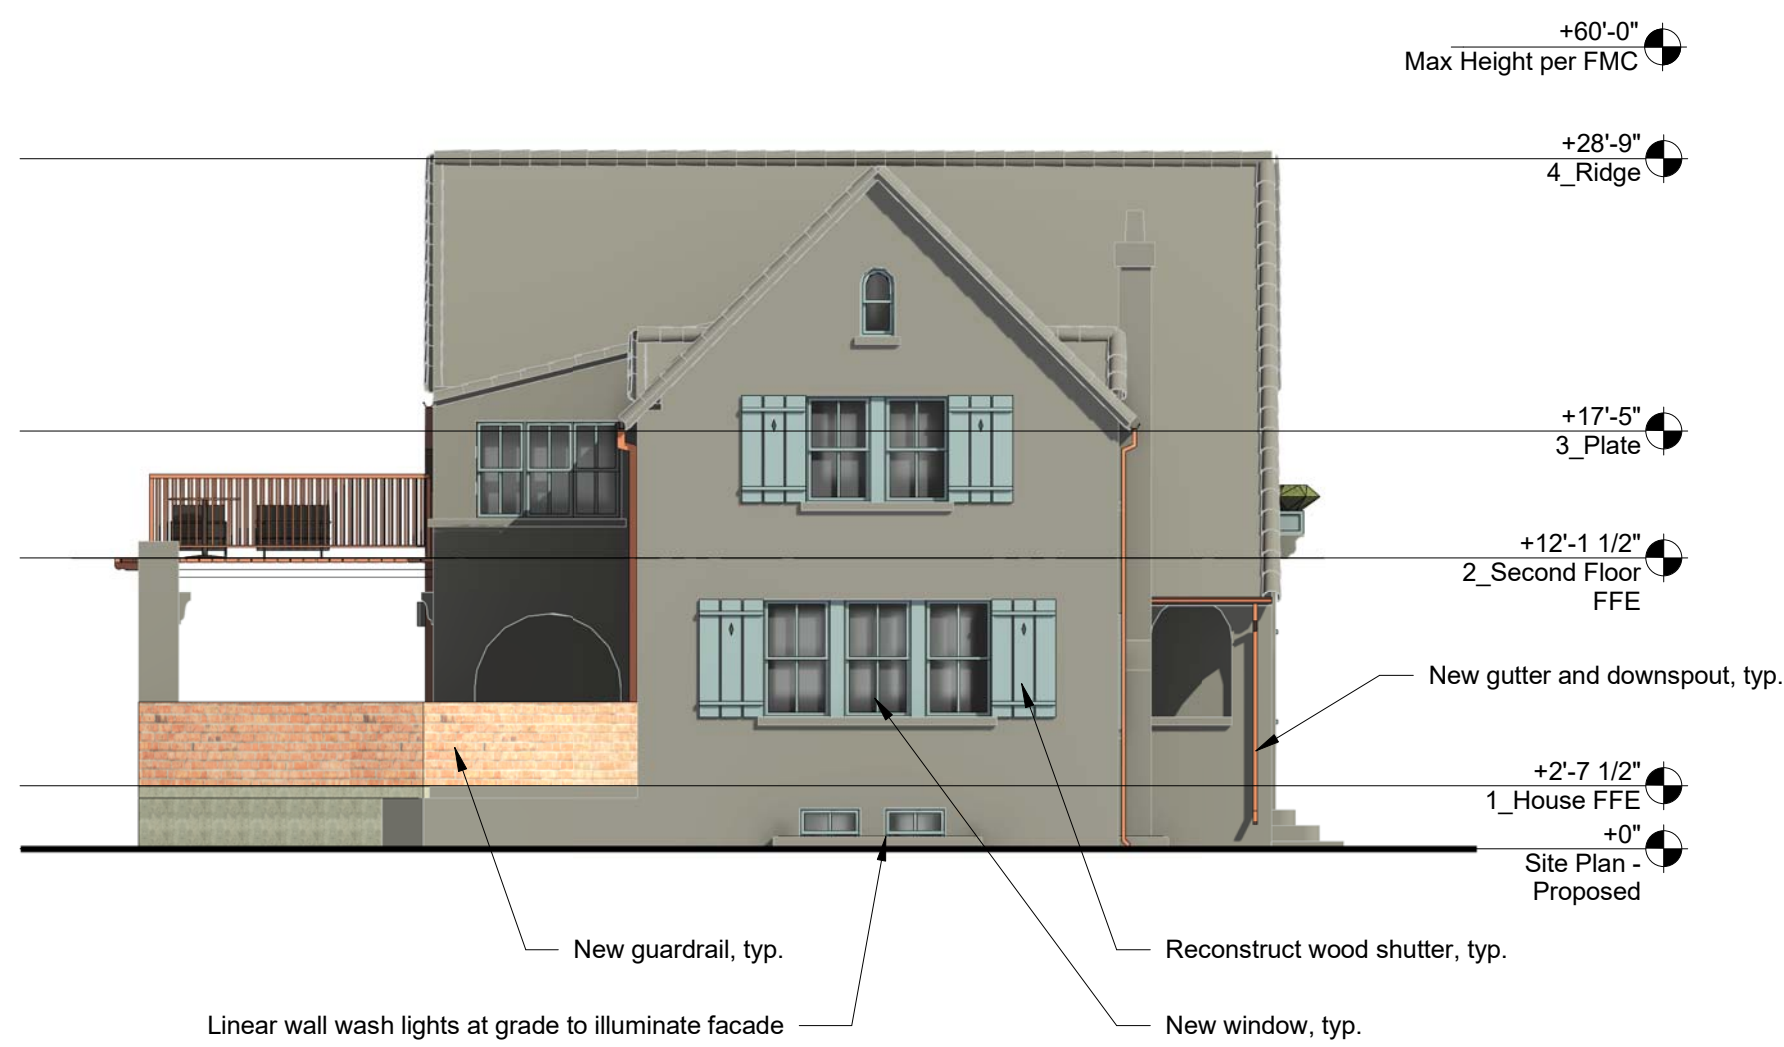 +60'-0"
Max Height per FMC
+28'-9"
4_Ridge
+17'-5"
3_Plate
+12'-1 1/2"
2_Second Floor
FFE
New gutter and downspout, typ.
+2'-7 1/2"
1_House FFE
+0"
Site Plan -
Proposed
New guardrail, typ.
Reconstruct wood shutter, typ.
Linear wall wash lights at grade to illuminate facade
New window, typ.